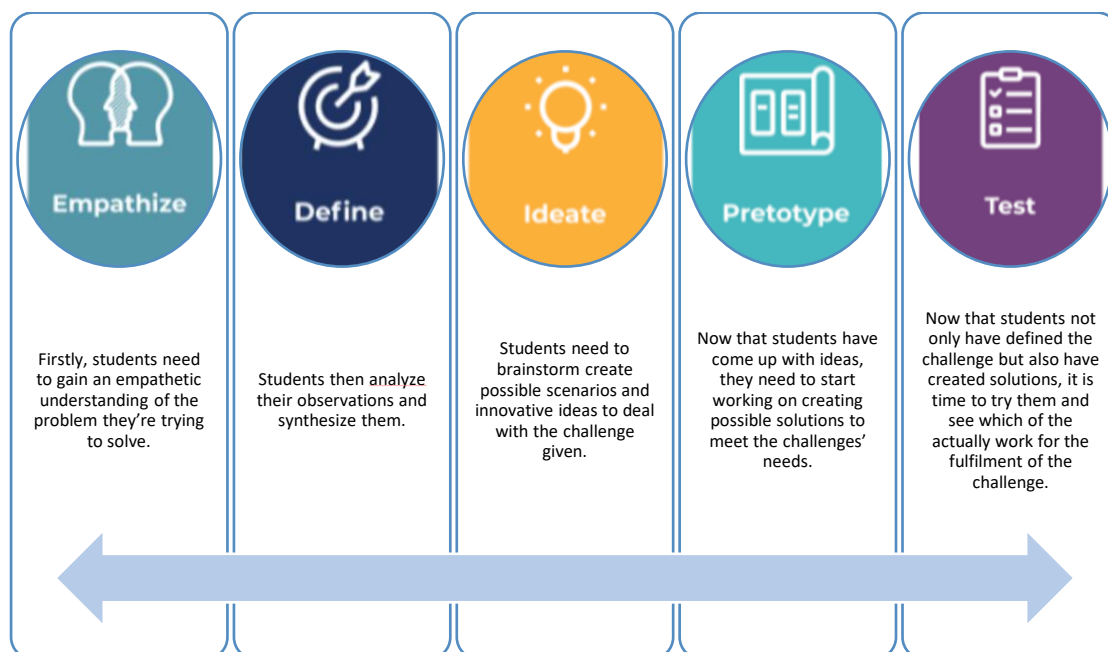 Empathize
Firstly, students need
to gain an empathetic
understanding of the
problem they're trying
to solve.
Define
Students then analyze
their observations and
synthesize them.
Ideate
Students need to
brainstorm create
possible scenarios and
innovative ideas to deal
with the challenge
given.
Pretotype
Now that students have
come up with ideas,
they need to start
working on creating
possible solutions to
meet the challenges'
needs.
Test
Now that students not
only have defined the
challenge but also have
created solutions, it is
time to try them and
see which of the
actually work for the
fulfilment of the
challenge.